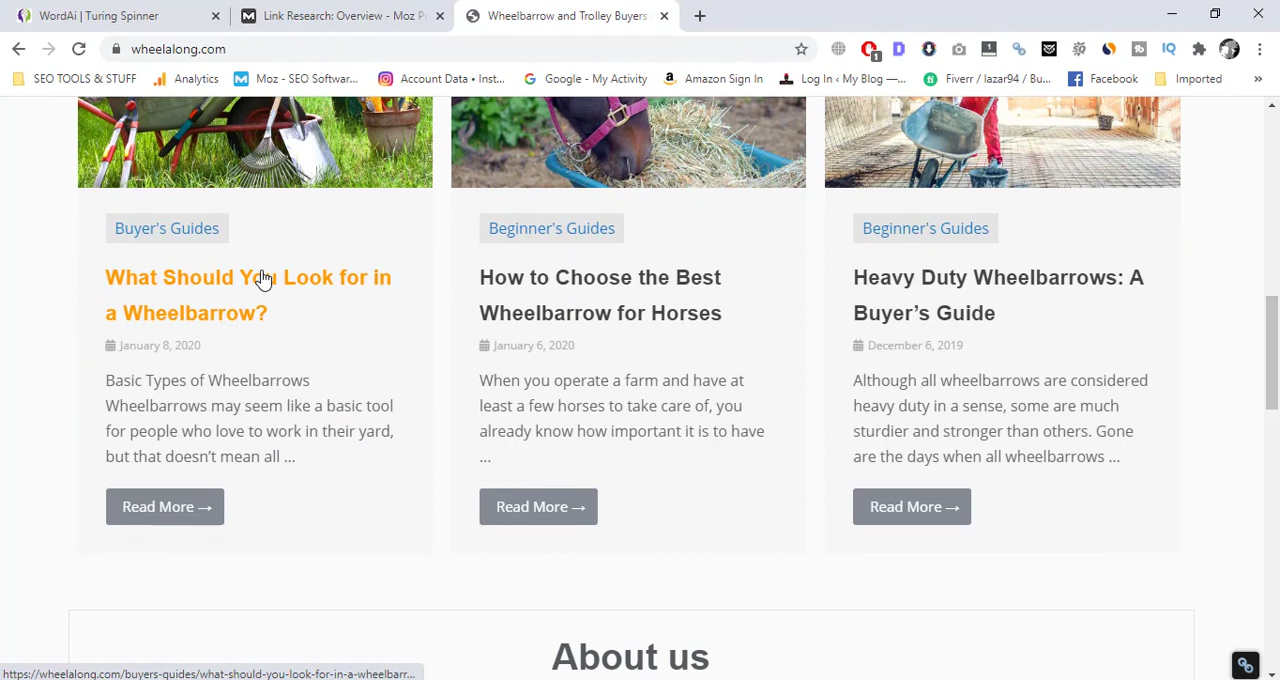 WordAi | Turing Spinner
Link Research: Overview - Moz P
Wheelbarrow and Trolley Buyers
wheelalong.com
1
1
IQ
SEO TOOLS & STUFF
Analytics
Moz - SEO Softwar...
Account Data • Inst...
Google - My Activity
Amazon Sign In
Log In ‹ My Blog —...
Fiverr / lazar94 / Bu...
Facebook
Imported
»
Buyer's Guides
What Should You Look for in
a Wheelbarrow?
January 8, 2020
Basic Types of Wheelbarrows
Wheelbarrows may seem like a basic tool
for people who love to work in their yard,
but that doesn’t mean all ...
Read More →
Beginner's Guides
How to Choose the Best
Wheelbarrow for Horses
January 6, 2020
When you operate a farm and have at
least a few horses to take care of, you
already know how important it is to have
...
Read More →
Beginner's Guides
Heavy Duty Wheelbarrows: A
Buyer’s Guide
December 6, 2019
Although all wheelbarrows are considered
heavy duty in a sense, some are much
sturdier and stronger than others. Gone
are the days when all wheelbarrows ...
Read More →
About us
https://wheelalong.com/buyers-guides/what-should-you-look-for-in-a-wheelbarr...